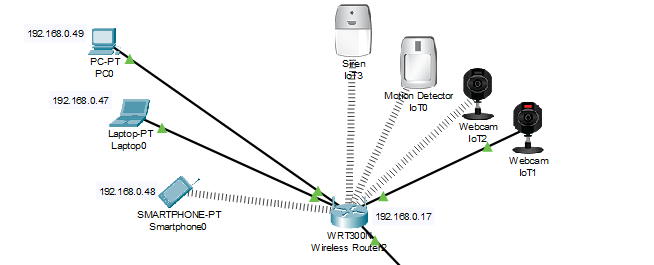 192.168.0.49
PC-PT
PC0
192.168.0.47
Laptop-PT
Laptop0
192.168.0.48
SMARTPHONE-PT
Smartphone0
Siren
IoT3
Motion Detector
IoT0
Webcam
IoT2
Webcam
IoT1
192.168.0.17
WRT300N
Wireless Router2